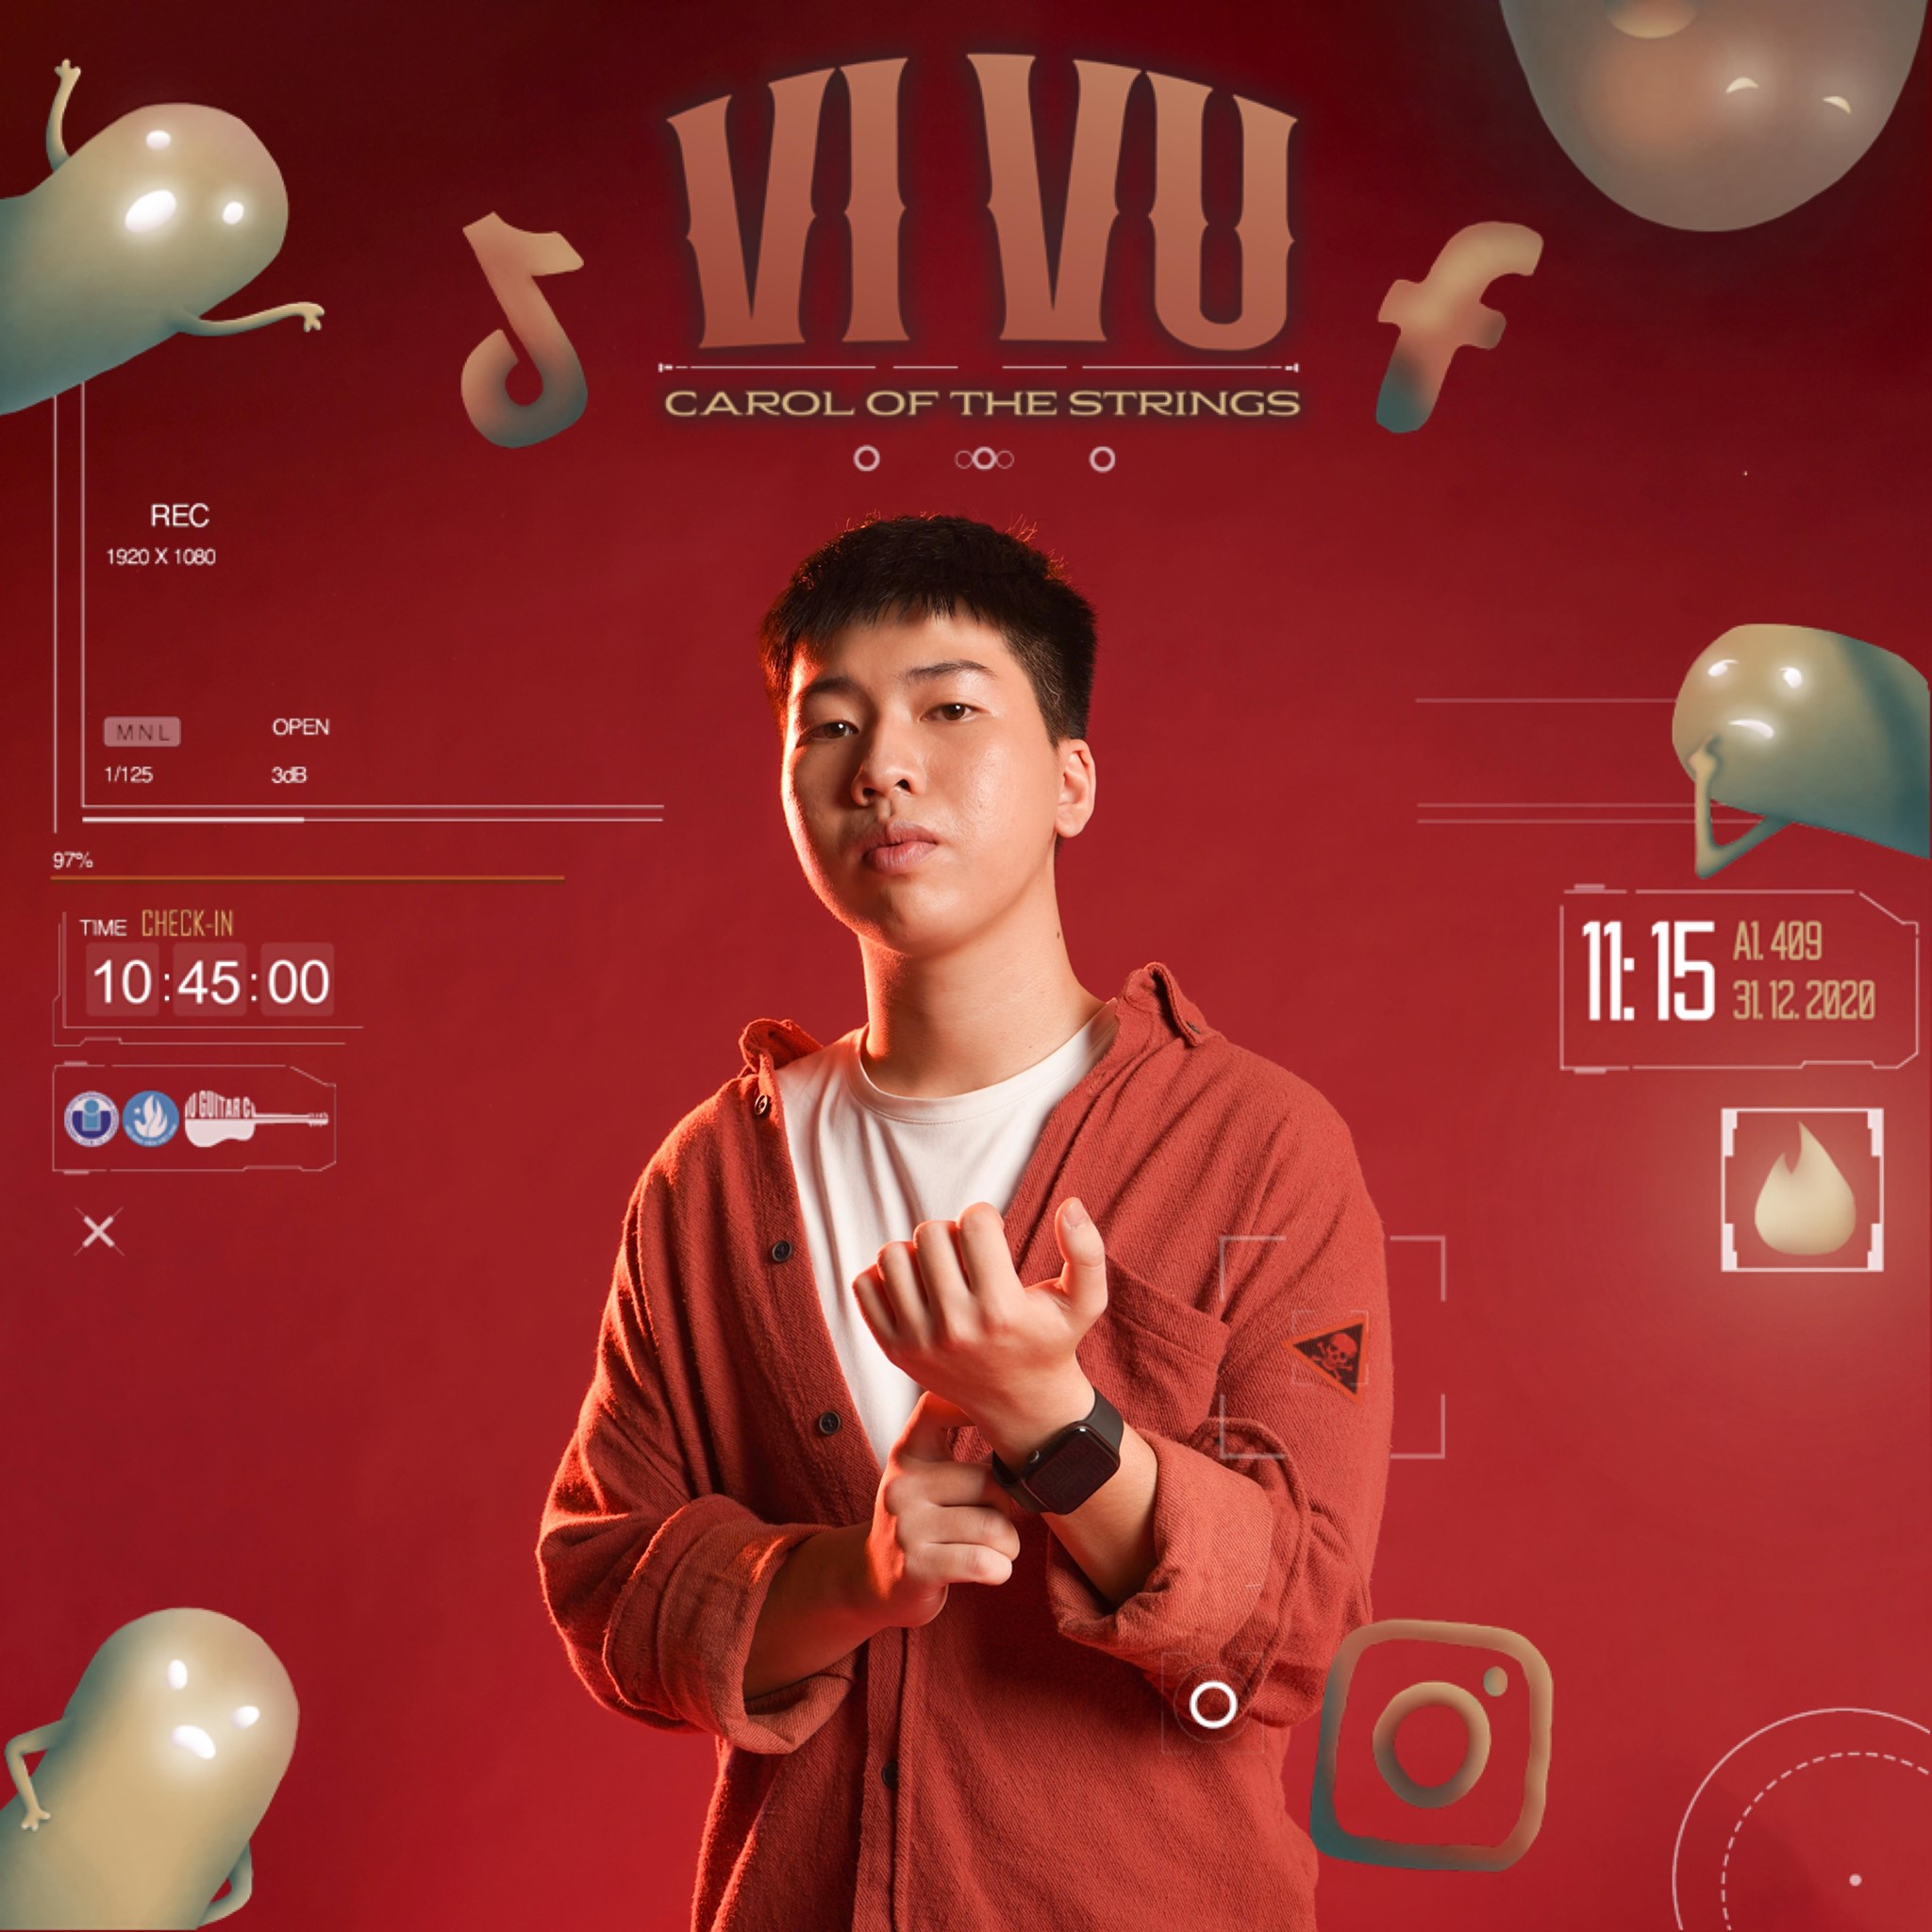 VI VU
CAROL OF THE STRINGS
REC
1920 X 1080
MNL
OPEN
1/125
3dB
97%
TIME CHECK-IN
10:45:00
11:15
A1. 409
31.12.2020
U GUITAR C